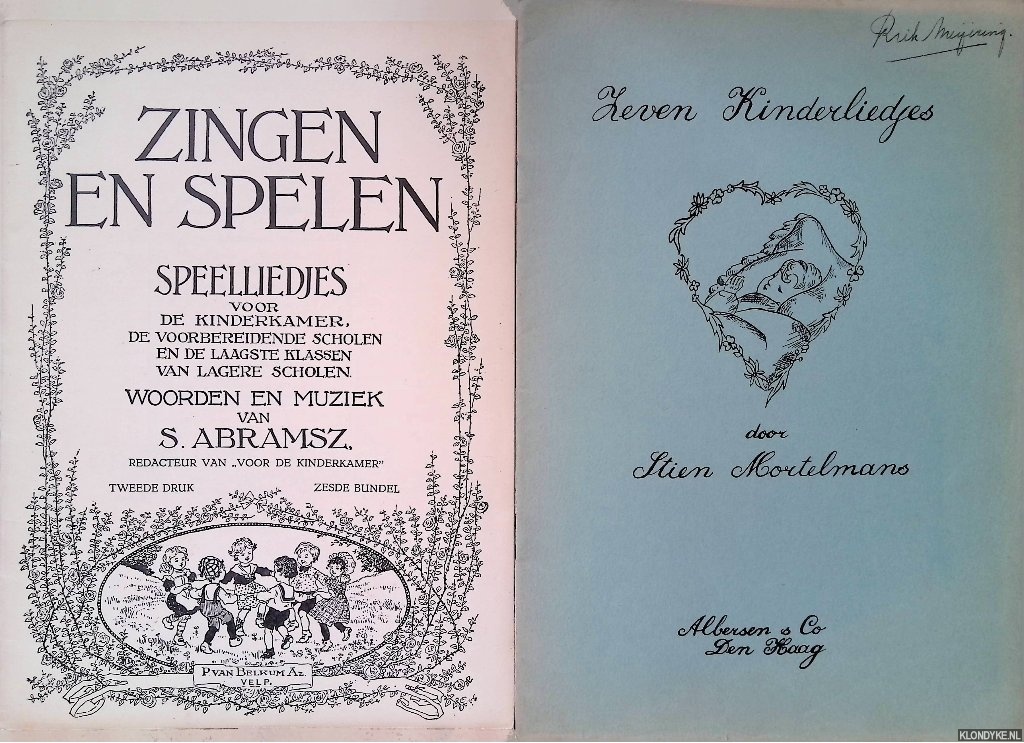 ZINGEN
EN SPELEN
SPEELLIEDJES
VOOR
DE KINDERKAMER,
DE VOORBEREIDENDE SCHOLEN
EN DE LAAGSTE KLASSEN
VAN LAGERE SCHOLEN.
WOORDEN EN MUZIEK
VAN
S. ABRAMSZ,
REDACTEUR VAN „VOOR DE KINDERKAMER”
TWEEDE DRUK ZESDE BUNDEL
P. VAN BELKUM AZ.
VELP.
Rik Meijering.
Zeven Kinderliedjes
door
Stien Mortelmans
Albersen & Co
Den Haag
KLONDYKE.NL